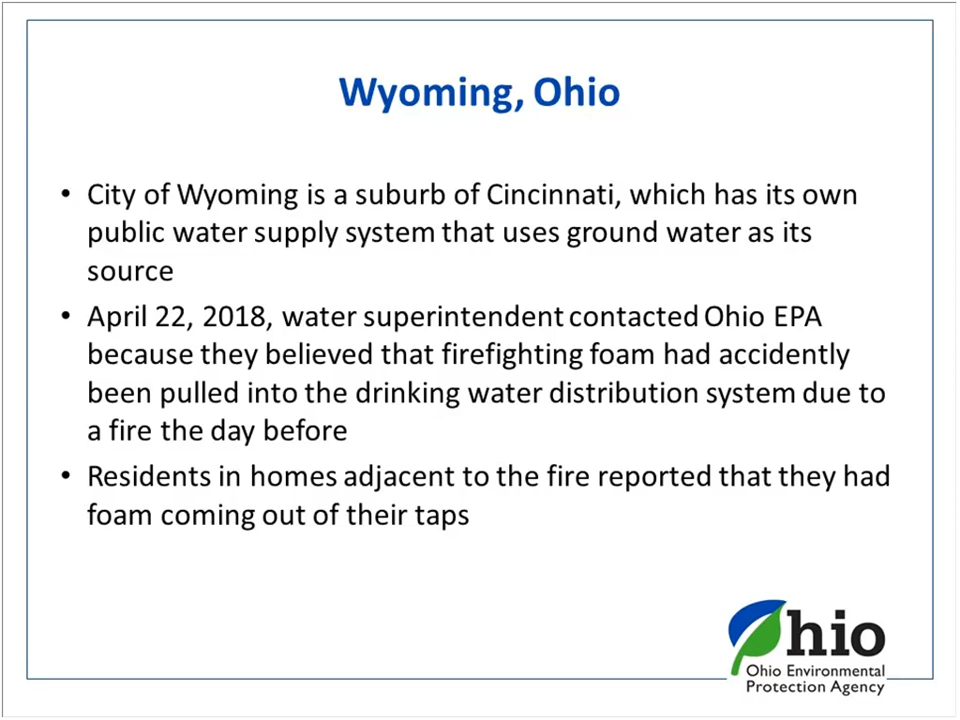 Wyoming, Ohio
• City of Wyoming is a suburb of Cincinnati, which has its own
public water supply system that uses ground water as its
source
• April 22, 2018, water superintendent contacted Ohio EPA
because they believed that firefighting foam had accidently
been pulled into the drinking water distribution system due to
a fire the day before
• Residents in homes adjacent to the fire reported that they had
foam coming out of their taps
Ohio
Ohio Environmental
Protection Agency